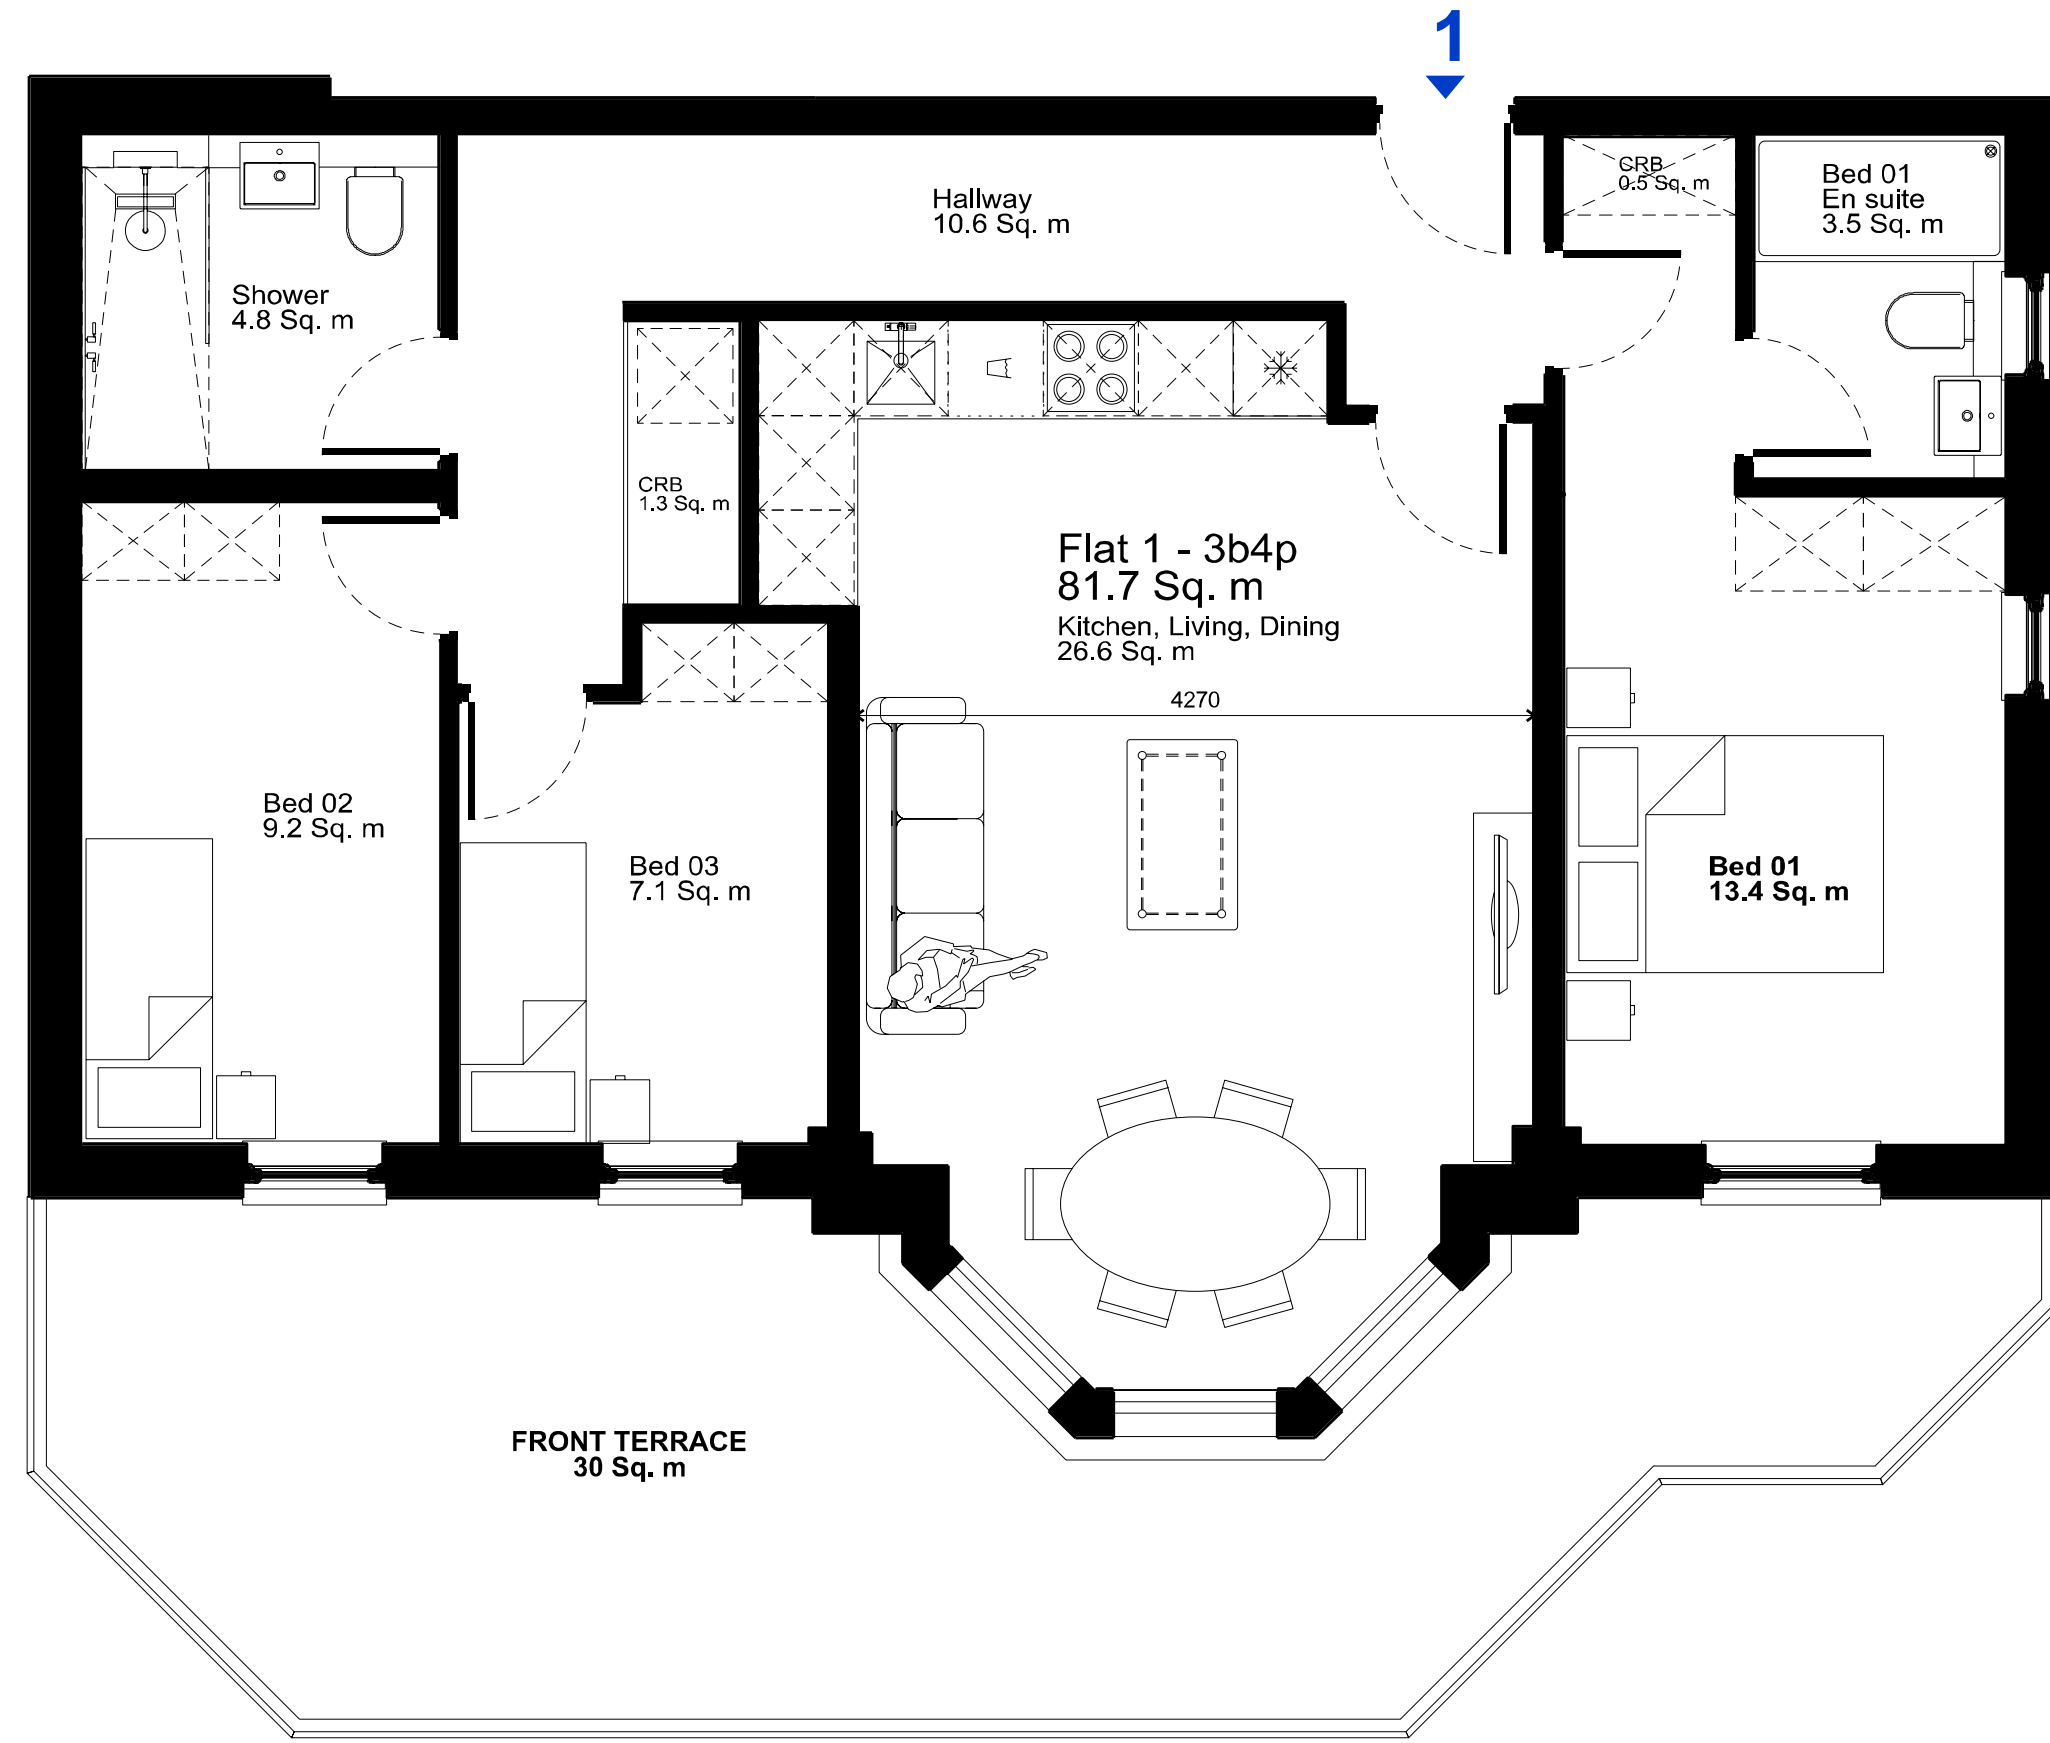 1
CRB
0.5 Sq. m
Bed 01
En suite
3.5 Sq. m
Hallway
10.6 Sq. m
Shower
4.8 Sq. m
CRB
1.3 Sq. m
Flat 1 - 3b4p
81.7 Sq. m
Kitchen, Living, Dining
26.6 Sq. m
4270
Bed 02
9.2 Sq. m
Bed 03
7.1 Sq. m
Bed 01
13.4 Sq. m
FRONT TERRACE
30 Sq. m